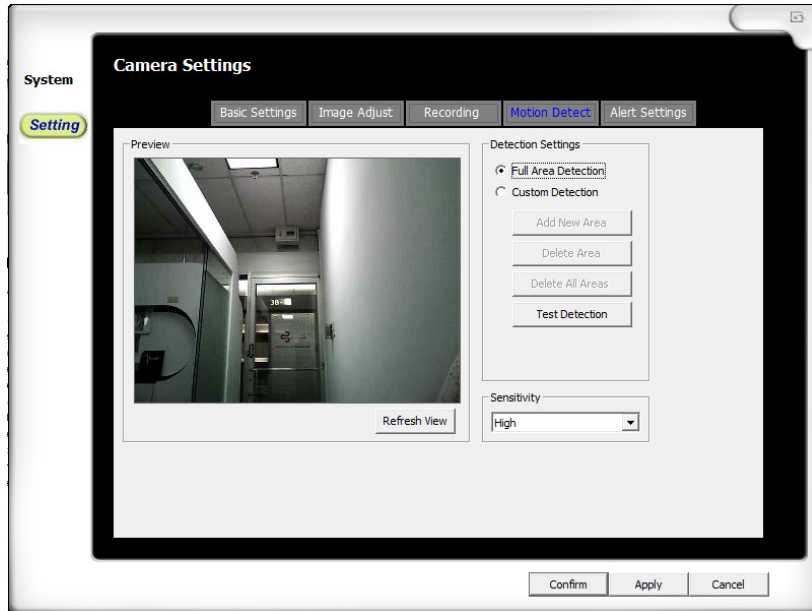 Camera Settings
System
Setting
Basic Settings
Image Adjust
Recording
Motion Detect
Alert Settings
Preview
Refresh View
Detection Settings
Full Area Detection
Custom Detection
Add New Area
Delete Area
Delete All Areas
Test Detection
Sensitivity
High
Confirm
Apply
Cancel